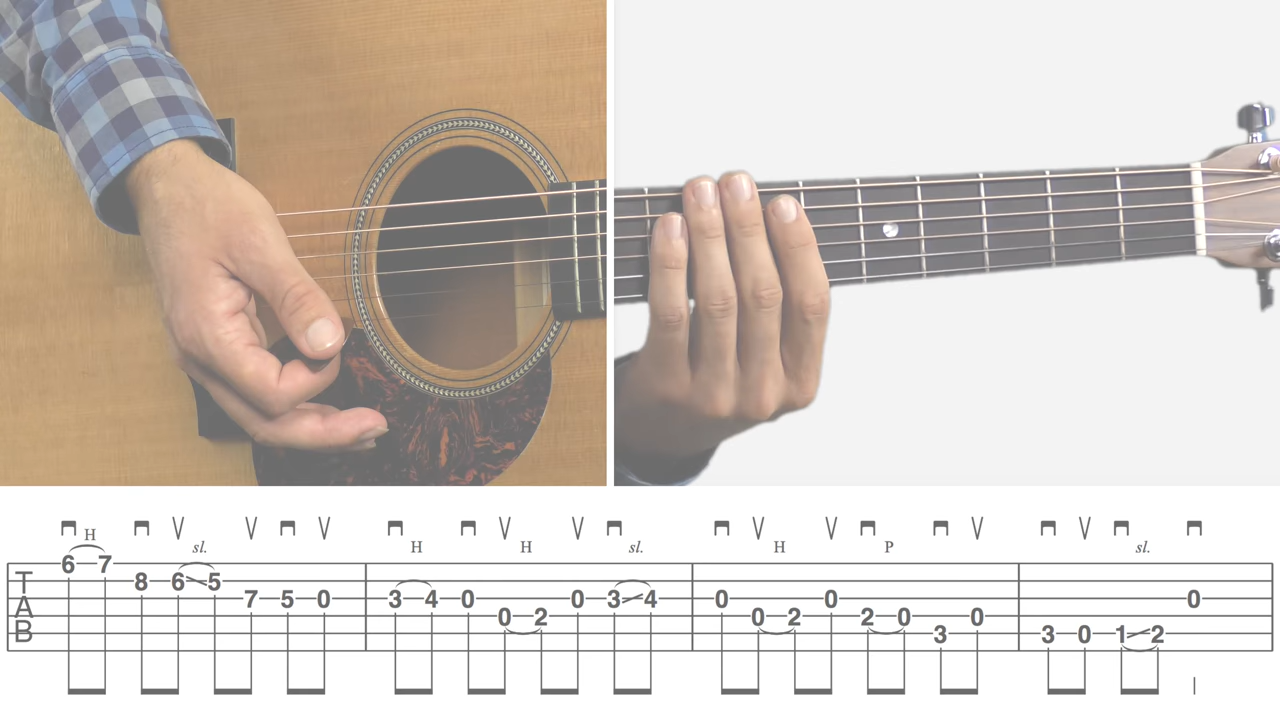 H sl. H H sl. H P sl.
6 7
T 8 6 5
A 7 5 0 3 4 0 0 3 4 0 0 0
0 2 0 2 2 0 0
B 3 3 0 1 2